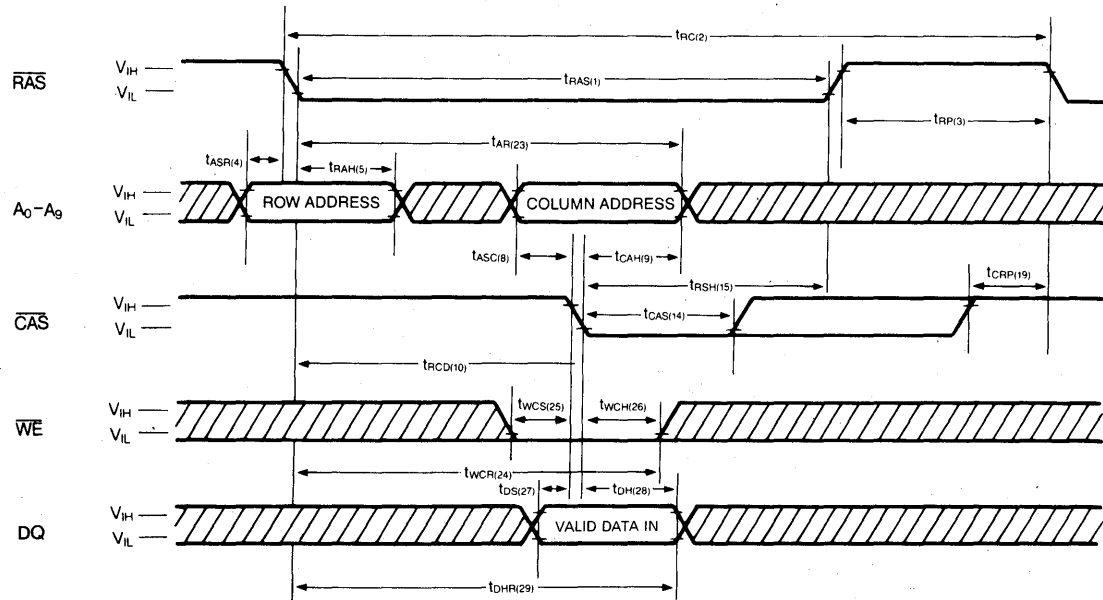 tRC(2)
RAS VIH VIL tRAS(1)
tRP(3)
tAR(23)
tASR(4) tRAH(5)
A0–A9 VIH VIL ROW ADDRESS COLUMN ADDRESS
tASC(8) tCAH(9)
tRSH(15) tCRP(19)
CAS VIH VIL tCAS(14)
tRCD(10)
WE VIH VIL tWCS(25) tWCH(26)
tWCR(24)
tDS(27) tDH(28)
DQ VIH VIL VALID DATA IN
tDHR(29)